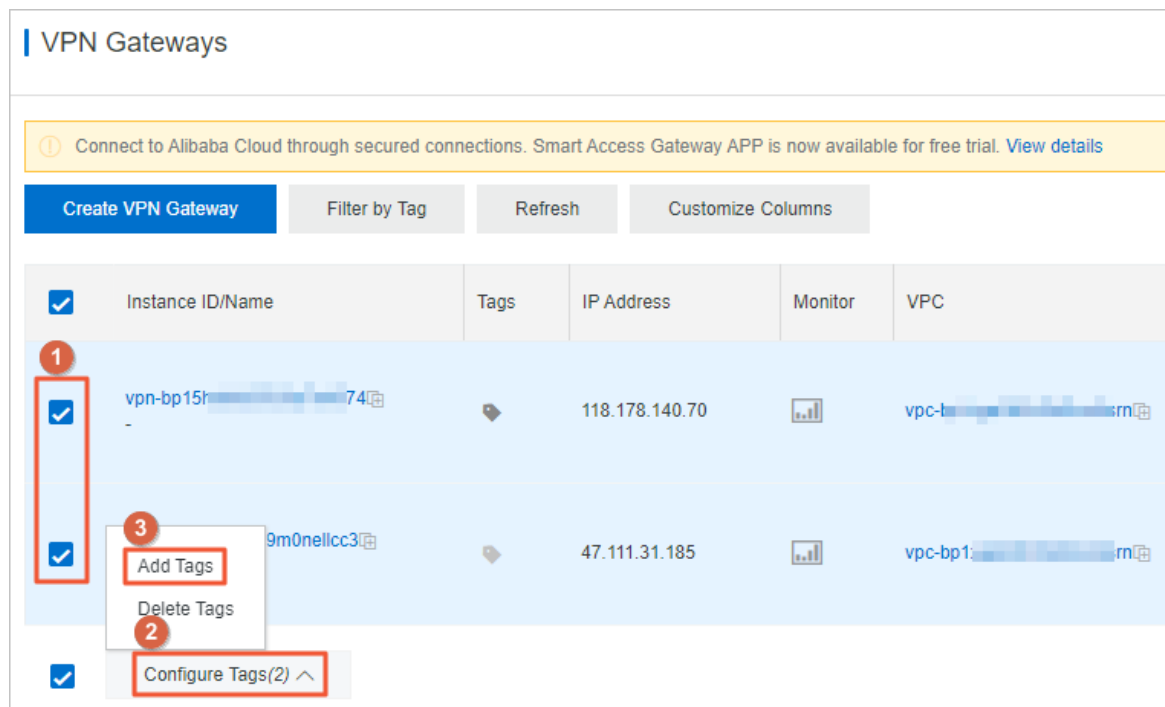 VPN Gateways
Connect to Alibaba Cloud through secured connections. Smart Access Gateway APP is now available for free trial. View details
Create VPN Gateway Filter by Tag Refresh Customize Columns
Instance ID/Name Tags IP Address Monitor VPC
1
vpn-bp15h 74 118.178.140.70 vpc-b srn
-
3
9m0nellcc3 47.111.31.185 vpc-bp1 rn
Add Tags
Delete Tags
2
Configure Tags(2)